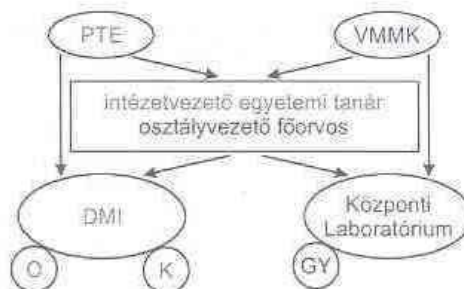 PTE
VMMK
intézetvezető egyetemi tanár
osztályvezető főorvos
DMI
Központi
Laboratórium
O
K
GY